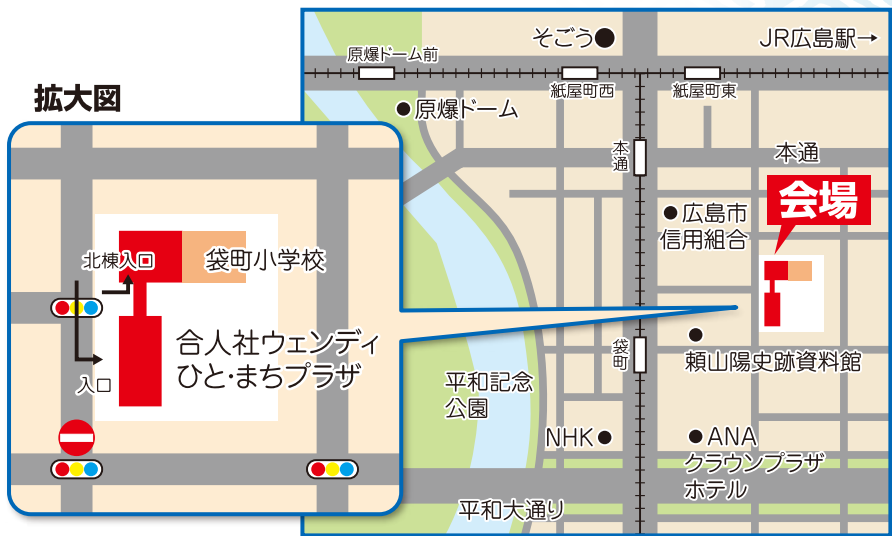 そごう
JR広島駅→
原爆ドーム前
紙屋町西
紙屋町東
拡大図
原爆ドーム
本通
本通
会場
広島市
信用組合
北棟入口
袋町小学校
合人社ウェンディ
ひと・まちプラザ
入口
袋町
頼山陽史跡資料館
平和記念
公園
NHK
ANA
クラウンプラザ
ホテル
平和大通り